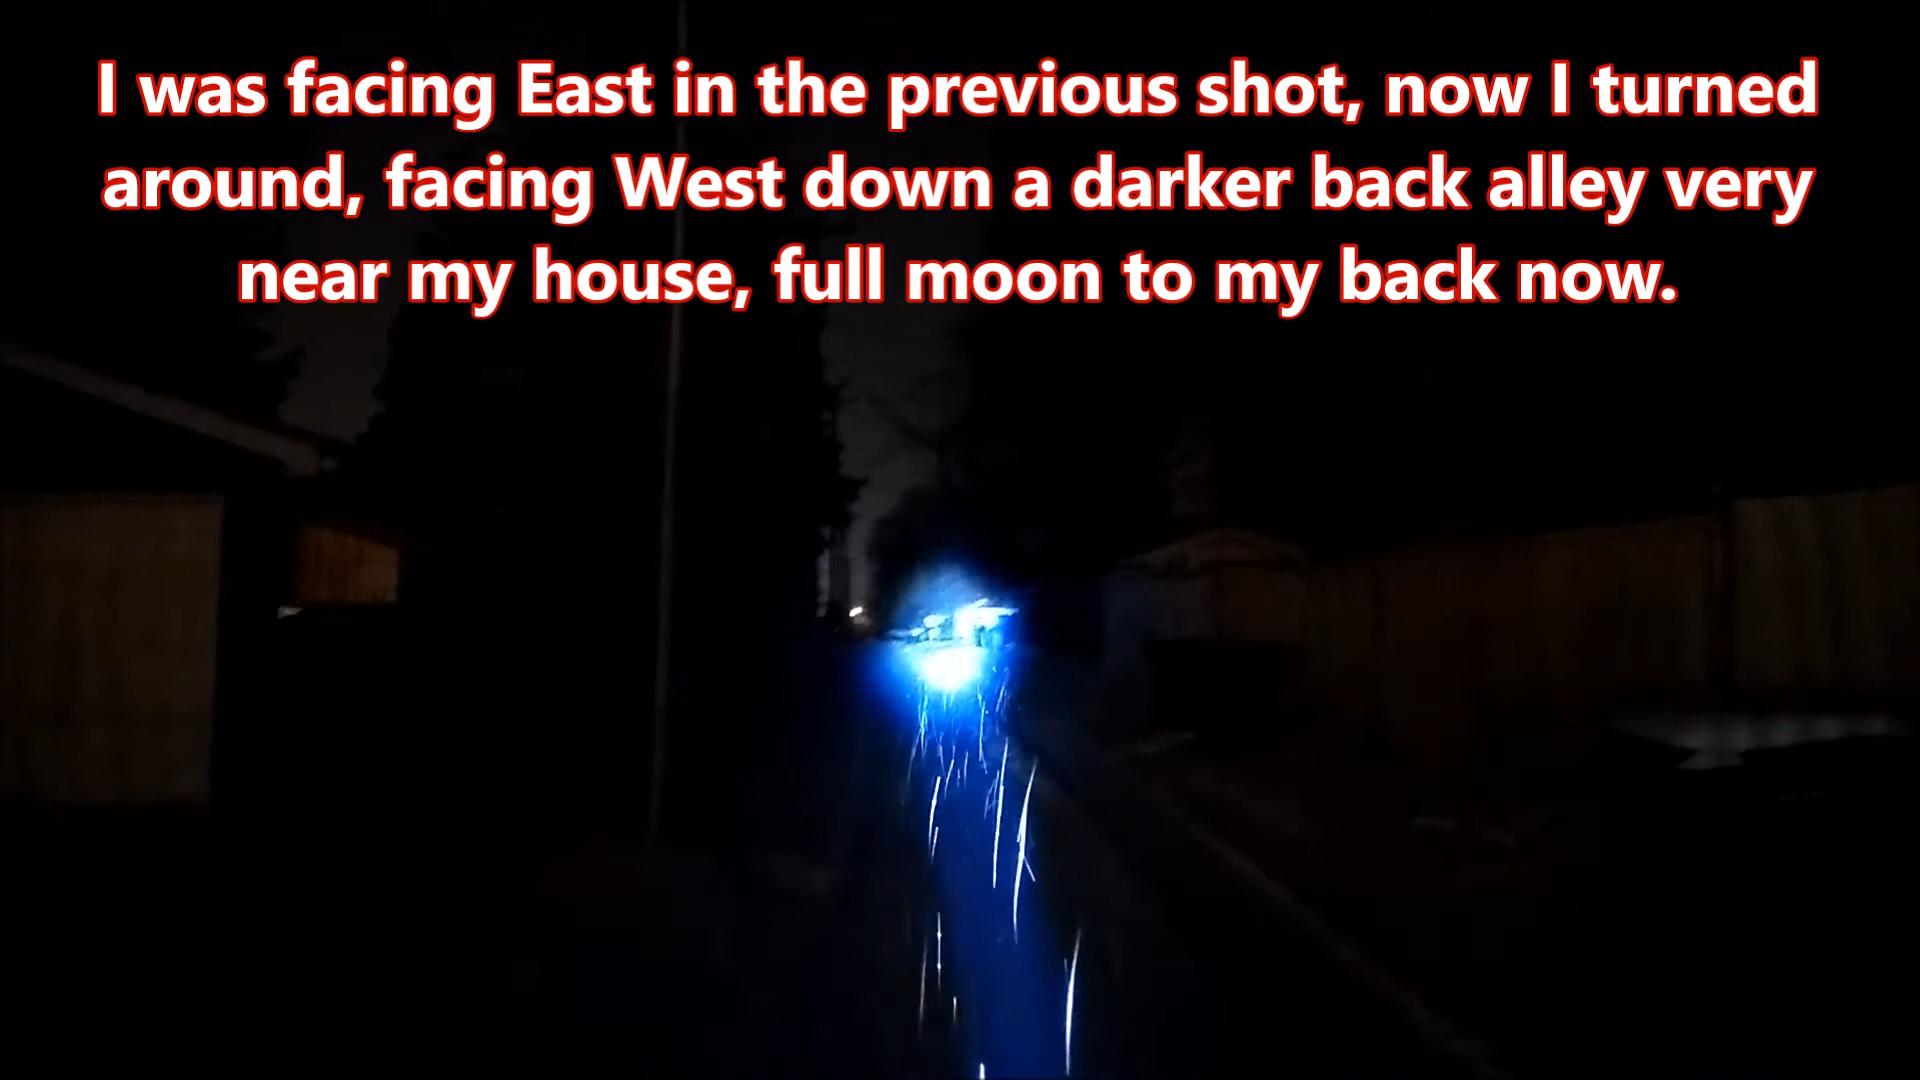 I was facing East in the previous shot, now I turned
around, facing West down a darker back alley very
near my house, full moon to my back now.